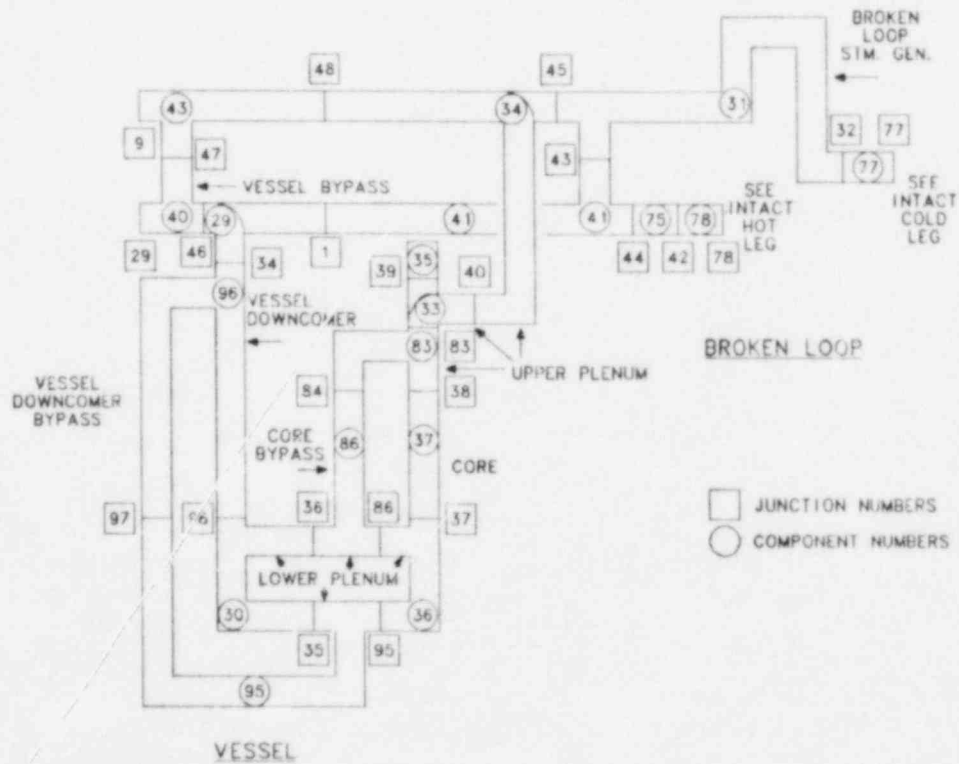 BROKEN
LOOP
STM. GEN.
48
45
43
34
31
9
47
43
32
77
77
VESSEL BYPASS
SEE
INTACT
HOT
LEG
SEE
INTACT
COLD
LEG
40
29
41
41
75
78
29
46
34
1
39
35
40
44
42
78
96
VESSEL
DOWNCOMER
33
83
83
UPPER PLENUM
BROKEN LOOP
VESSEL
DOWNCOMER
BYPASS
84
38
CORE
BYPASS
86
37
CORE
36
86
97
37
JUNCTION NUMBERS
COMPONENT NUMBERS
LOWER PLENUM
30
36
35
95
95
VESSEL